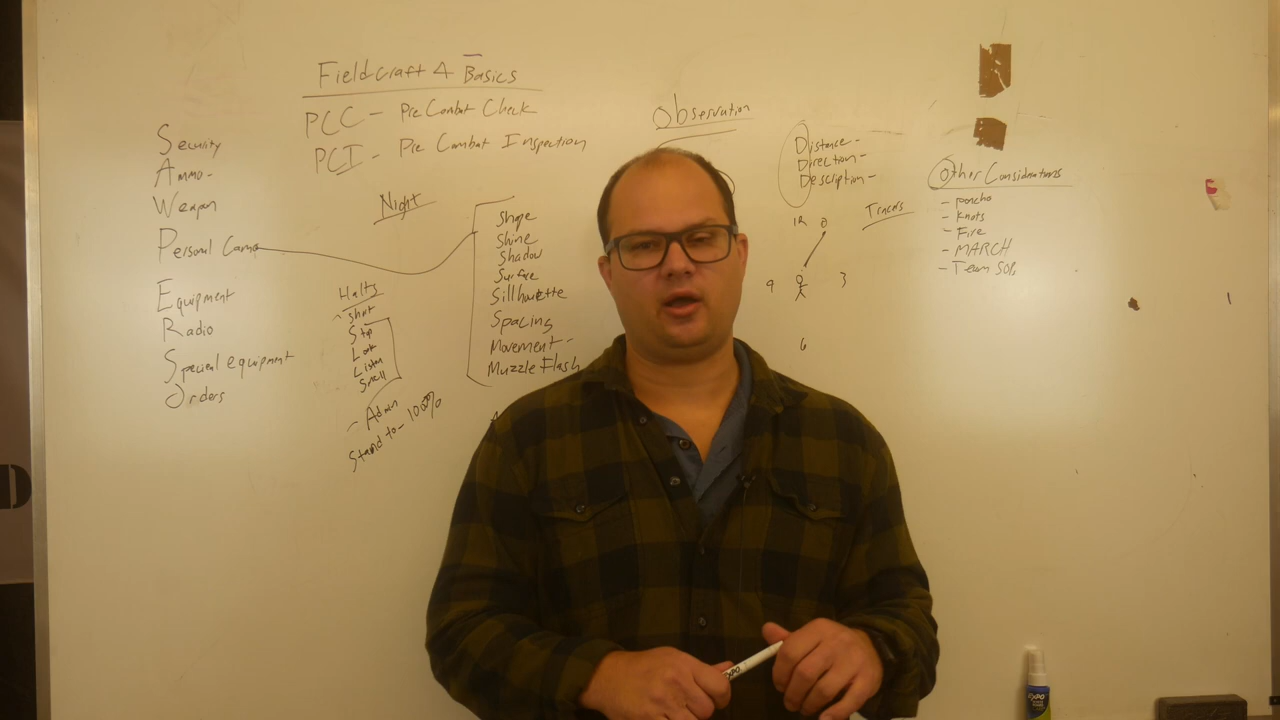 Fieldcraft 4 Basics
PCC - Pre Combat Check
PCI - Pre Combat Inspection
Security
Ammo -
Weapon
Personal Camo
Equipment
Radio
Special equipment
Orders
Night
Halts
- Short
Stop
Look
Listen
Smell
- Admin
Stand to - 100%
Shape
Shine
Shadow
Surface
Sillhouette
Spacing
Movement -
Muzzle Flash
Observation
Distance -
Direction -
Description -
Tracers
12
9
3
6
Other Considerations
- poncho
- Knots
- Fire
- MARCH
- Team SOPs
EXPO
EXPO